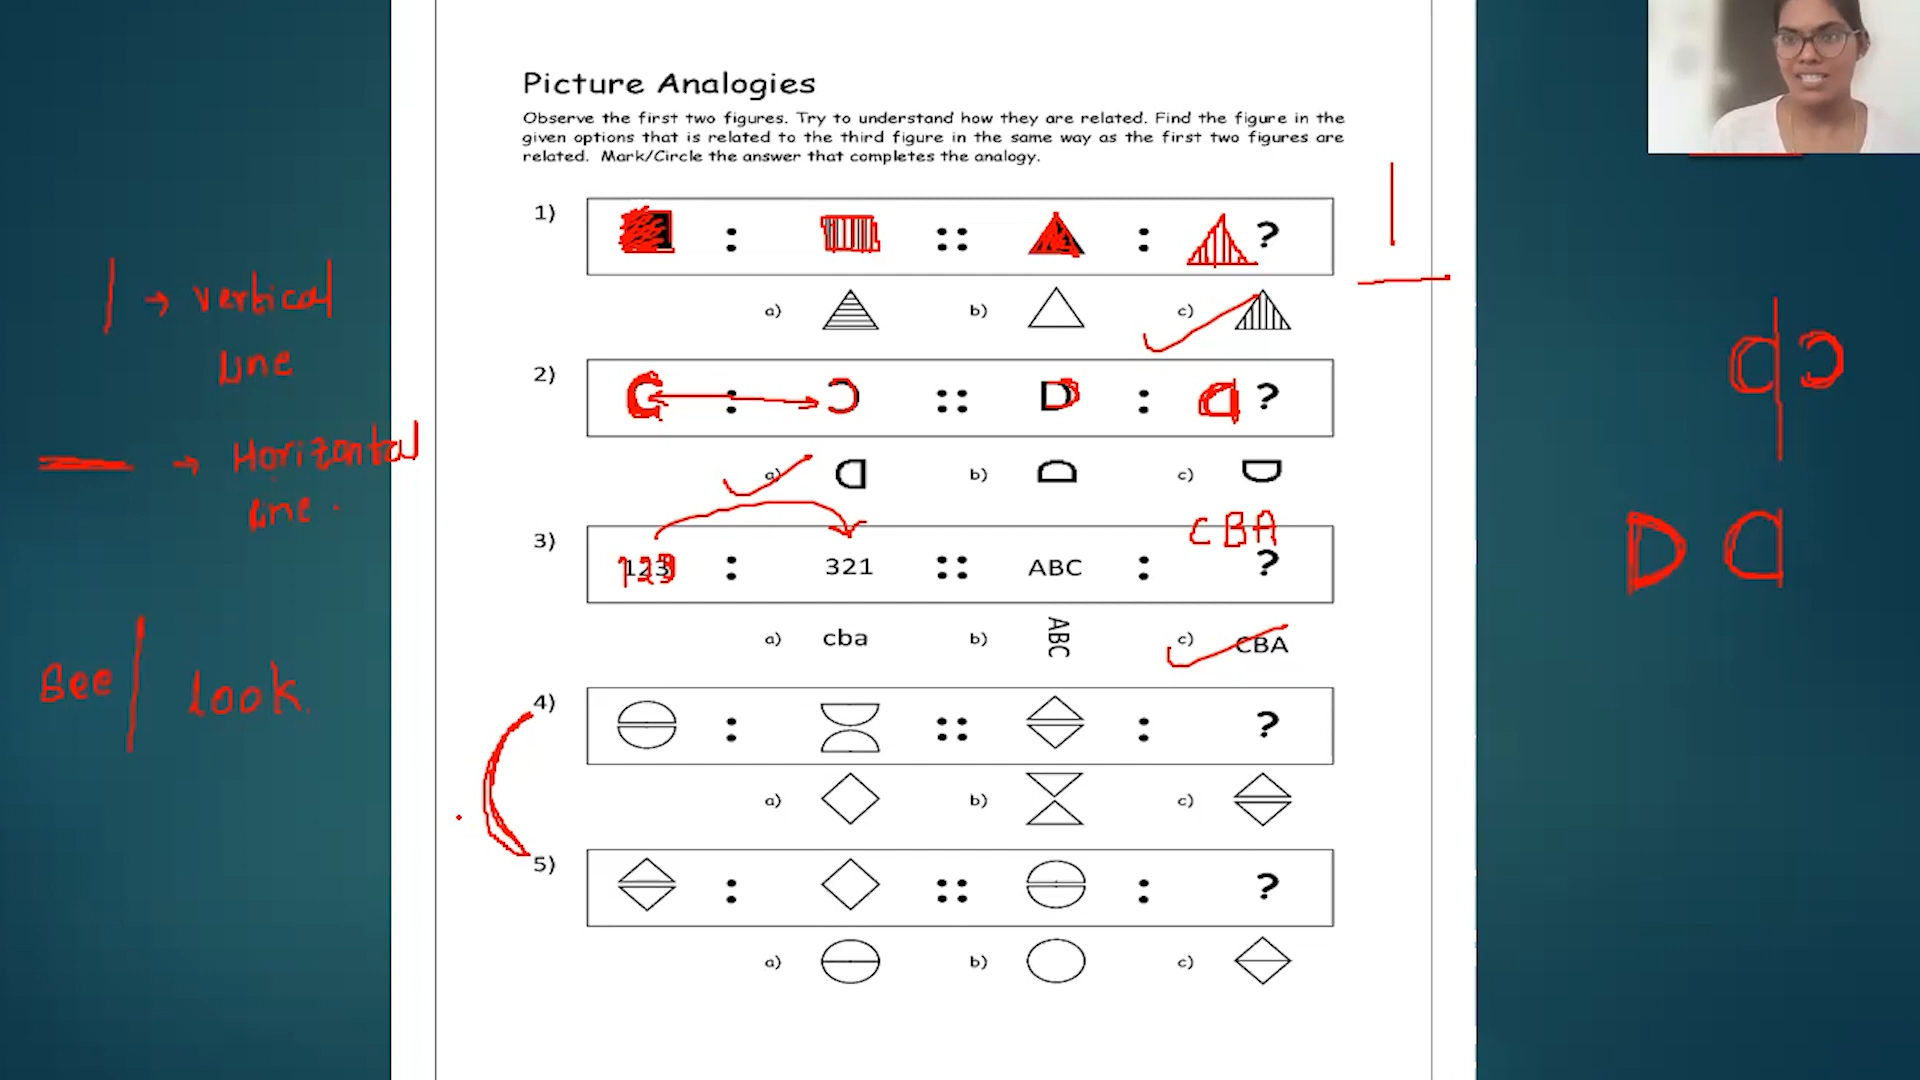 Picture Analogies
Observe the first two figures. Try to understand how they are related. Find the figure in the
given options that is related to the third figure in the same way as the first two figures are
related. Mark/Circle the answer that completes the analogy.
1)
: :: : ?
a) b) c)
2)
C : Ɔ :: D : ?
a) b) c)
CBA
3)
123 : 321 :: ABC : ?
a) cba b) ABC c) CBA
4)
: :: : ?
a) b) c)
5)
: :: : ?
a) b) c)
→ vertical
line
→ Horizontal
line.
See look.
D